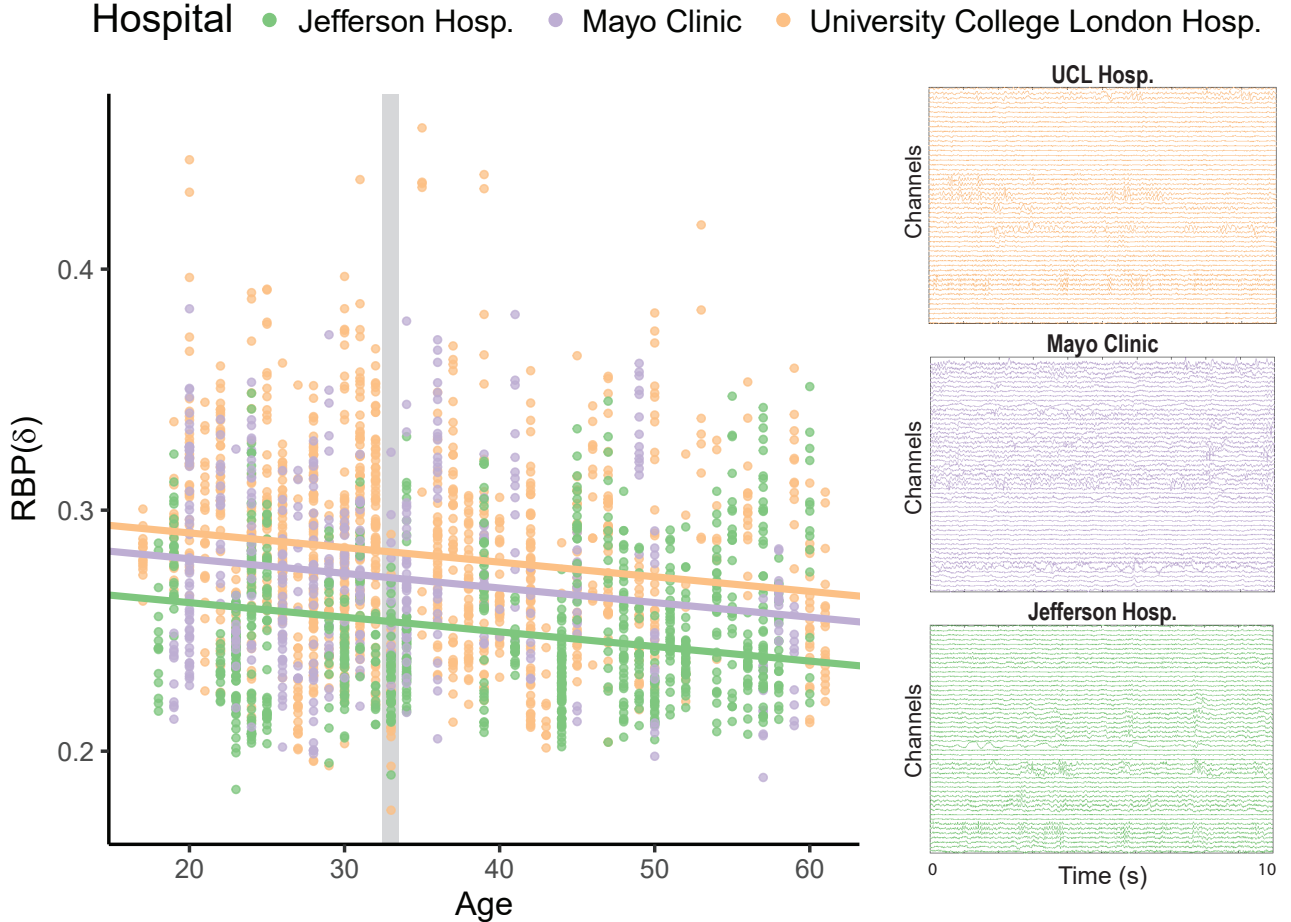 Hospital Jefferson Hosp. Mayo Clinic University College London Hosp.
RBP(δ)
0.4
0.3
0.2
20 30 40 50 60
Age
UCL Hosp.
Channels
Mayo Clinic
Channels
Jefferson Hosp.
Channels
0 10
Time (s)